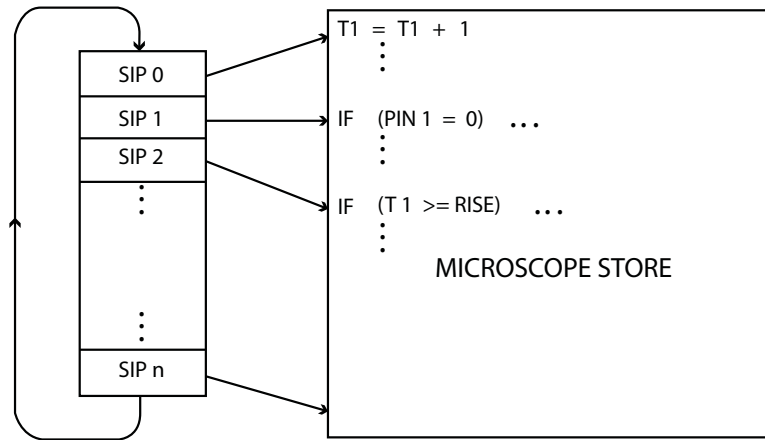 SIP 0
SIP 1
SIP 2
⋮
⋮
SIP n
T1 = T1 + 1
⋮
IF (PIN 1 = 0) ...
⋮
IF (T 1 >= RISE) ...
⋮
MICROSCOPE STORE